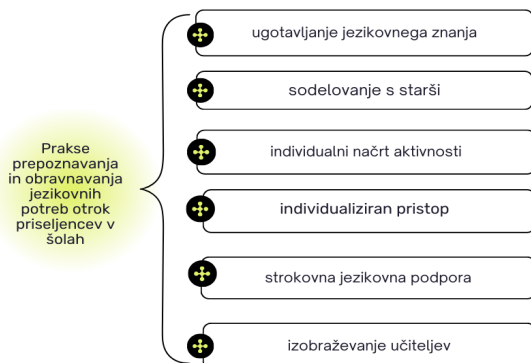 Prakse
prepoznavanja
in obravnavanja
jezikovnih
potreb otrok
priseljencev v
šolah
ugotavljanje jezikovnega znanja
sodelovanje s starši
individualni načrt aktivnosti
individualiziran pristop
strokovna jezikovna podpora
izobraževanje učiteljev